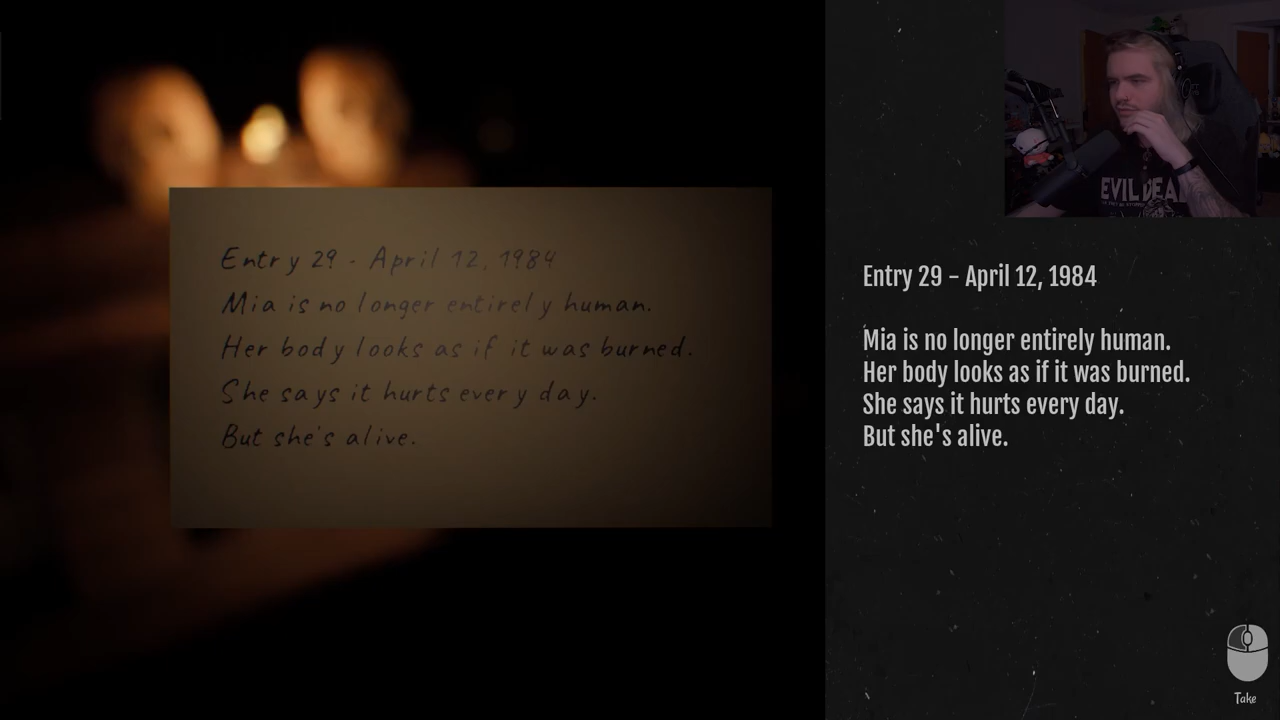 Entry 29 - April 12, 1984
Mia is no longer entirely human.
Her body looks as if it was burned.
She says it hurts every day.
But she's alive.
EVIL DEA
Entry 29 - April 12, 1984
Mia is no longer entirely human.
Her body looks as if it was burned.
She says it hurts every day.
But she's alive.
Take